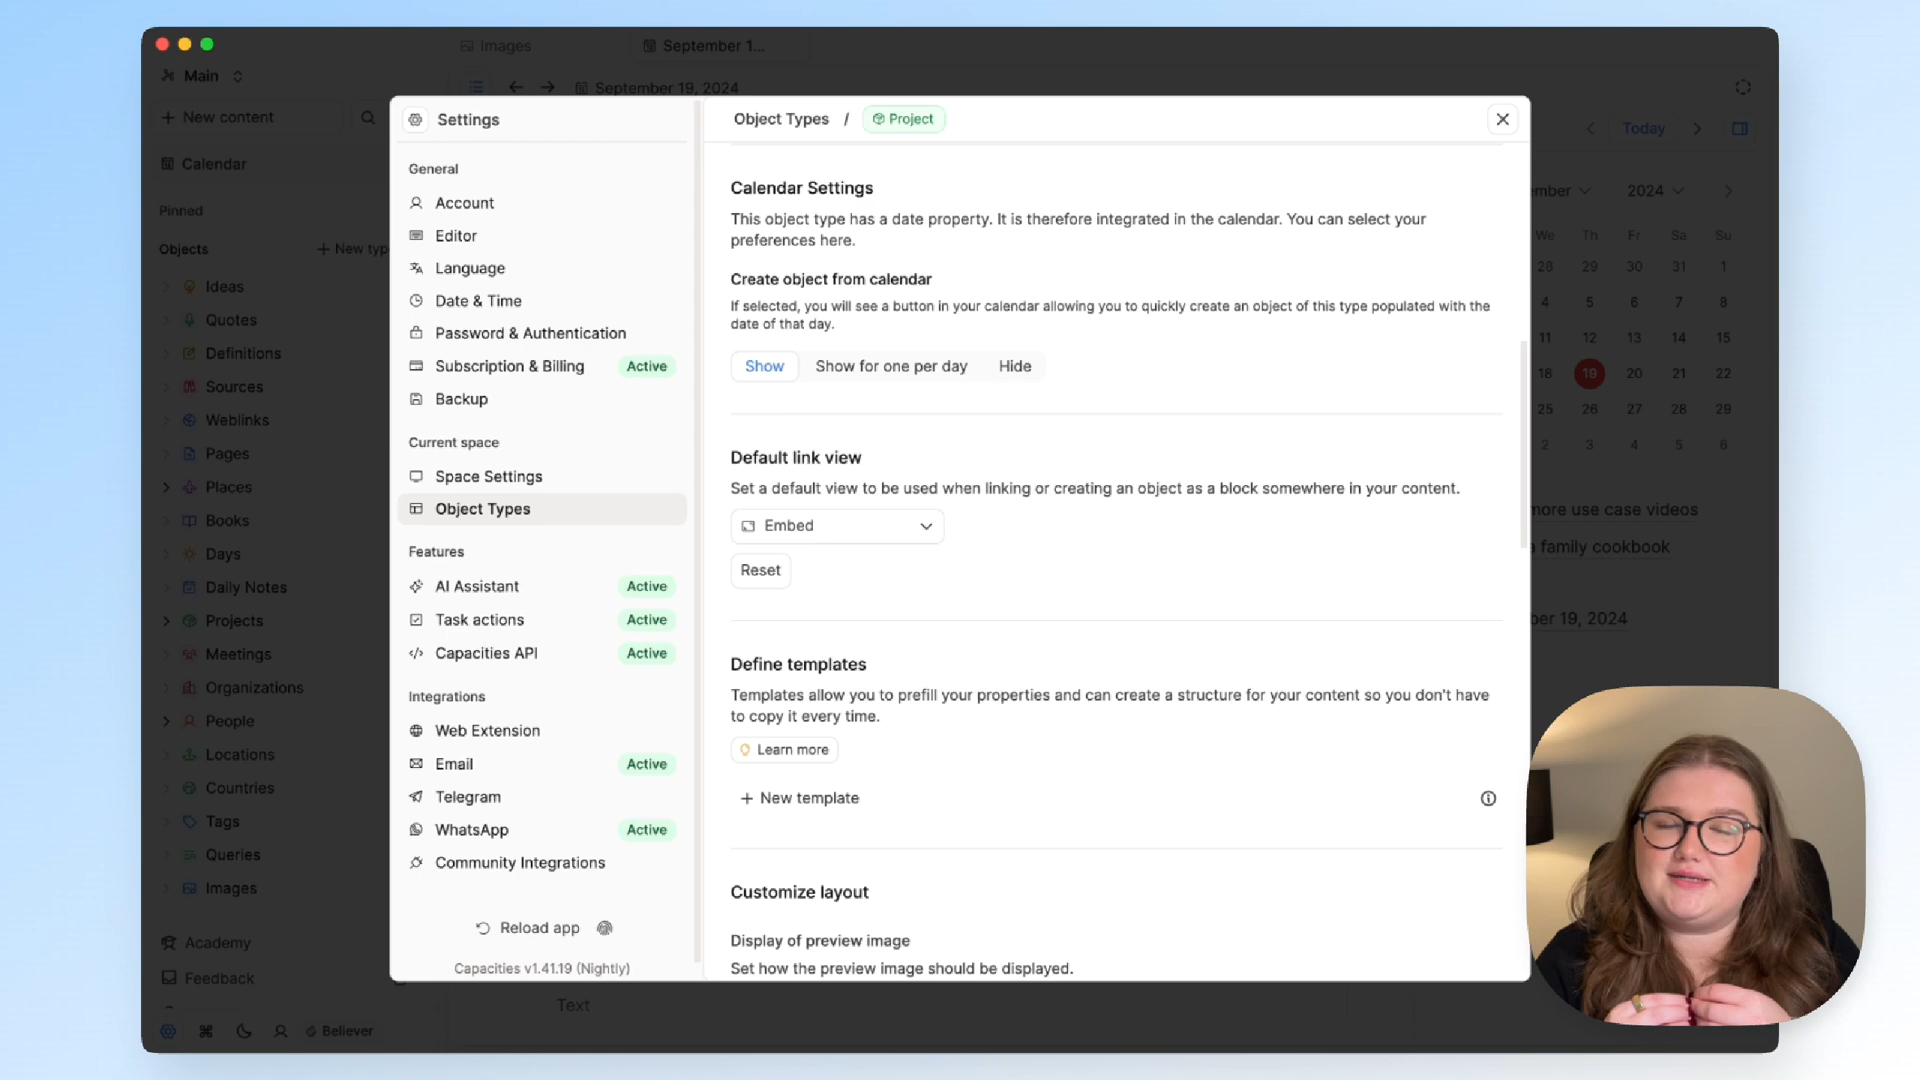 Images
September 1...
Main
September 19, 2024
New content
Calendar
Today
Pinned
2024
Objects
New typ
We Th Fr Sa Su
28 29 30 31 1
4 5 6 7 8
11 12 13 14 15
18 19 20 21 22
25 26 27 28 29
2 3 4 5 6
Ideas
Quotes
Definitions
Sources
Weblinks
Pages
Places
Books
Days
Daily Notes
Projects
Meetings
Organizations
People
Locations
Countries
Tags
Queries
Images
Academy
Feedback
Believer
Settings
General
Account
Editor
Language
Date & Time
Password & Authentication
Subscription & Billing Active
Backup
Current space
Space Settings
Object Types
Features
AI Assistant Active
Task actions Active
Capacities API Active
Integrations
Web Extension
Email Active
Telegram
WhatsApp Active
Community Integrations
Reload app
Capacities v1.41.19 (Nightly)
Object Types / Project
Calendar Settings
This object type has a date property. It is therefore integrated in the calendar. You can select your
preferences here.
Create object from calendar
If selected, you will see a button in your calendar allowing you to quickly create an object of this type populated with the
date of that day.
Show Show for one per day Hide
Default link view
Set a default view to be used when linking or creating an object as a block somewhere in your content.
Embed
Reset
Define templates
Templates allow you to prefill your properties and can create a structure for your content so you don't have
to copy it every time.
Learn more
New template
Customize layout
Display of preview image
Set how the preview image should be displayed.
more use case videos
a family cookbook
ber 19, 2024
Text